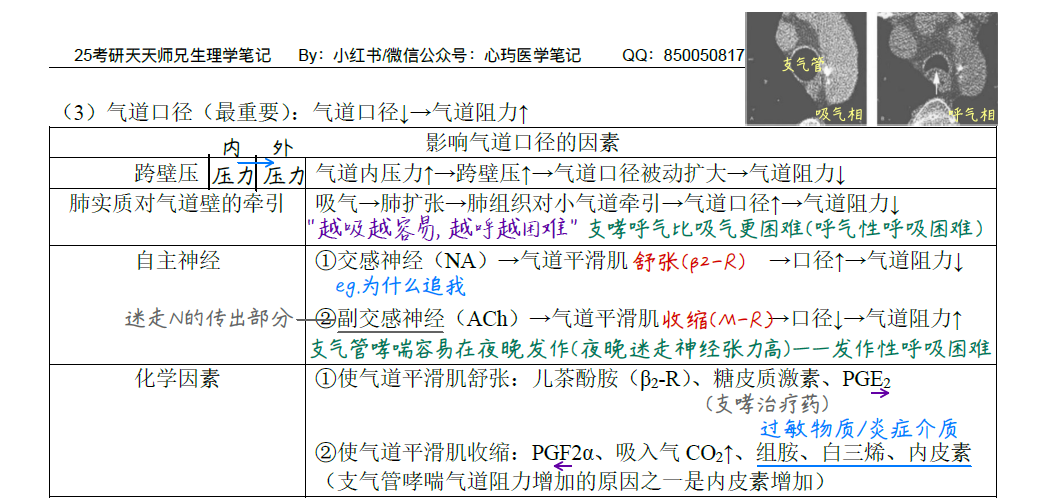 25考研天天师兄生理学笔记 By：小红书/微信公众号：心玙医学笔记 QQ：850050817
支气管
吸气相
呼气相
（3）气道口径（最重要）：气道口径↓→气道阻力↑
影响气道口径的因素
内 → 外
跨壁压 压力 压力 气道内压力↑→跨壁压↑→气道口径被动扩大→气道阻力↓
肺实质对气道壁的牵引 吸气→肺扩张→肺组织对小气道牵引→气道口径↑→气道阻力↓
"越吸越容易,越呼越困难" 支哮呼气比吸气更困难(呼气性呼吸困难)
自主神经 ①交感神经（NA）→气道平滑肌 舒张(β2-R) →口径↑→气道阻力↓
eg.为什么追我
迷走N的传出部分 ②副交感神经（ACh）→气道平滑肌收缩(M-R)→口径↓→气道阻力↑
支气管哮喘容易在夜晚发作(夜晚迷走神经张力高)——发作性呼吸困难
化学因素 ①使气道平滑肌舒张：儿茶酚胺（β₂-R）、糖皮质激素、PGE₂
(支哮治疗药)
过敏物质/炎症介质
②使气道平滑肌收缩：PGF2α、吸入气 CO₂↑、组胺、白三烯、内皮素
（支气管哮喘气道阻力增加的原因之一是内皮素增加）